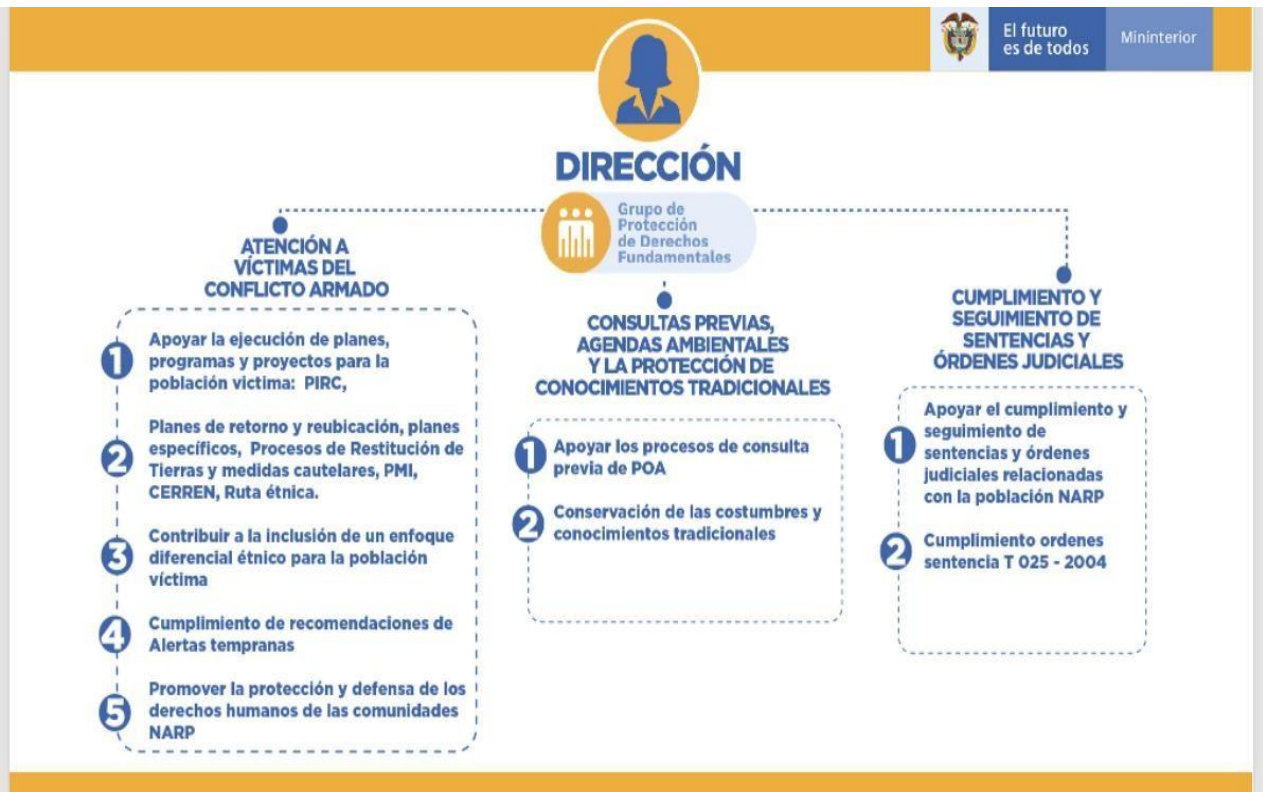 El futuro
es de todos
Mininterior
DIRECCIÓN
Grupo de
Protección
de Derechos
Fundamentales
ATENCIÓN A
VÍCTIMAS DEL
CONFLICTO ARMADO
1
Apoyar la ejecución de planes,
programas y proyectos para la
población victima: PIRC,
2
Planes de retorno y reubicación, planes
específicos, Procesos de Restitución de
Tierras y medidas cautelares, PMI,
CERREN, Ruta étnica.
3
Contribuir a la inclusión de un enfoque
diferencial étnico para la población
víctima
4
Cumplimiento de recomendaciones de
Alertas tempranas
5
Promover la protección y defensa de los
derechos humanos de las comunidades
NARP
CONSULTAS PREVIAS,
AGENDAS AMBIENTALES
Y LA PROTECCIÓN DE
CONOCIMIENTOS TRADICIONALES
1
Apoyar los procesos de consulta
previa de POA
2
Conservación de las costumbres y
conocimientos tradicionales
CUMPLIMIENTO Y
SEGUIMIENTO DE
SENTENCIAS Y
ÓRDENES JUDICIALES
1
Apoyar el cumplimiento y
seguimiento de
sentencias y órdenes
judiciales relacionadas
con la población NARP
2
Cumplimiento ordenes
sentencia T 025 - 2004